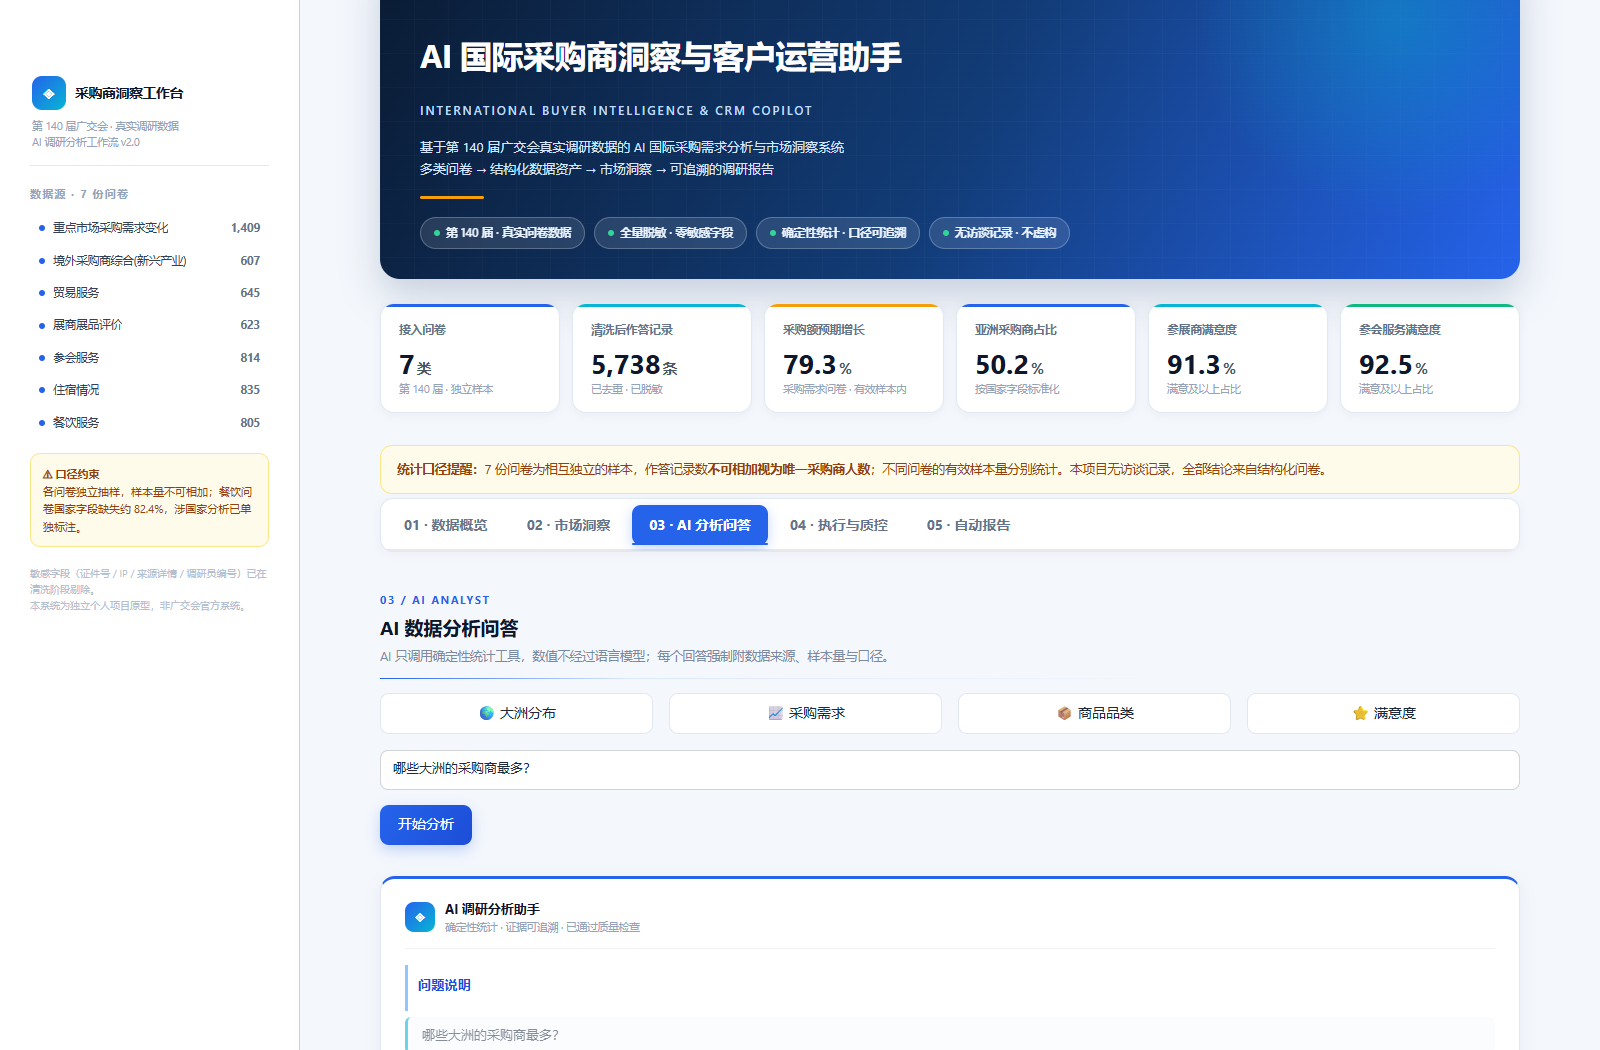 采购商洞察工作台
第 140 届广交会 · 真实调研数据
AI 调研分析工作流 v2.0
数据源 · 7 份问卷
重点市场采购需求变化 1,409
境外采购商综合(新兴产业) 607
贸易服务 645
展商展品评价 623
参会服务 814
住宿情况 835
餐饮服务 805
⚠ 口径约束
各问卷独立抽样，样本量不可相加；餐饮问
卷国家字段缺失约 82.4%，涉国家分析已单
独标注。
敏感字段（证件号 / IP / 来源详情 / 调研员编号）已在
清洗阶段剔除。
本系统为独立个人项目原型，非广交会官方系统。
AI 国际采购商洞察与客户运营助手
INTERNATIONAL BUYER INTELLIGENCE & CRM COPILOT
基于第 140 届广交会真实调研数据的 AI 国际采购需求分析与市场洞察系统
多类问卷 → 结构化数据资产 → 市场洞察 → 可追溯的调研报告
第 140 届 · 真实问卷数据
全量脱敏 · 零敏感字段
确定性统计 · 口径可追溯
无访谈记录 · 不虚构
接入问卷
7 类
第 140 届 · 独立样本
清洗后作答记录
5,738 条
已去重 · 已脱敏
采购额预期增长
79.3 %
采购需求问卷 · 有效样本内
亚洲采购商占比
50.2 %
按国家字段标准化
参展商满意度
91.3 %
满意及以上占比
参会服务满意度
92.5 %
满意及以上占比
统计口径提醒：7 份问卷为相互独立的样本，作答记录数不可相加视为唯一采购商人数；不同问卷的有效样本量分别统计。本项目无访谈记录，全部结论来自结构化问卷。
01 · 数据概览
02 · 市场洞察
03 · AI 分析问答
04 · 执行与质控
05 · 自动报告
03 / AI ANALYST
AI 数据分析问答
AI 只调用确定性统计工具，数值不经过语言模型；每个回答强制附数据来源、样本量与口径。
🌍 大洲分布
📈 采购需求
📦 商品品类
⭐ 满意度
哪些大洲的采购商最多？
开始分析
AI 调研分析助手
确定性统计 · 证据可追溯 · 已通过质量检查
问题说明
哪些大洲的采购商最多？